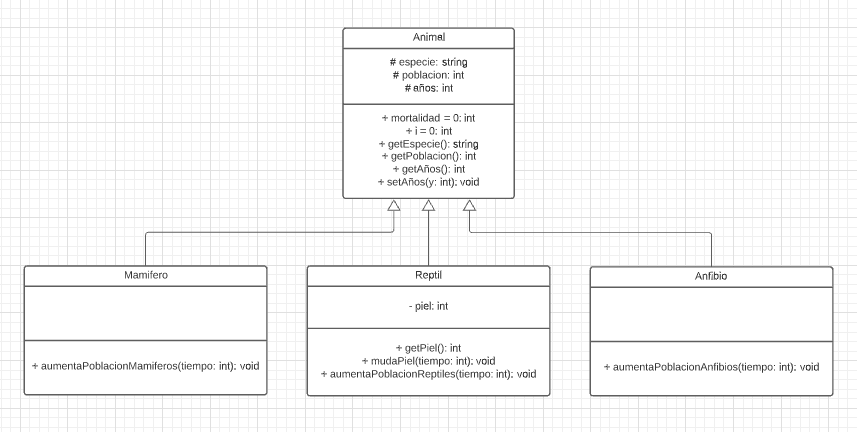 Animal
# especie: string
# poblacion: int
# años: int
+ mortalidad = 0: int
+ i = 0: int
+ getEspecie(): string
+ getPoblacion(): int
+ getAños(): int
+ setAños(y: int): void
Mamifero
+ aumentaPoblacionMamiferos(tiempo: int): void
Reptil
- piel: int
+ getPiel(): int
+ mudaPiel(tiempo: int): void
+ aumentaPoblacionReptiles(tiempo: int): void
Anfibio
+ aumentaPoblacionAnfibios(tiempo: int): void